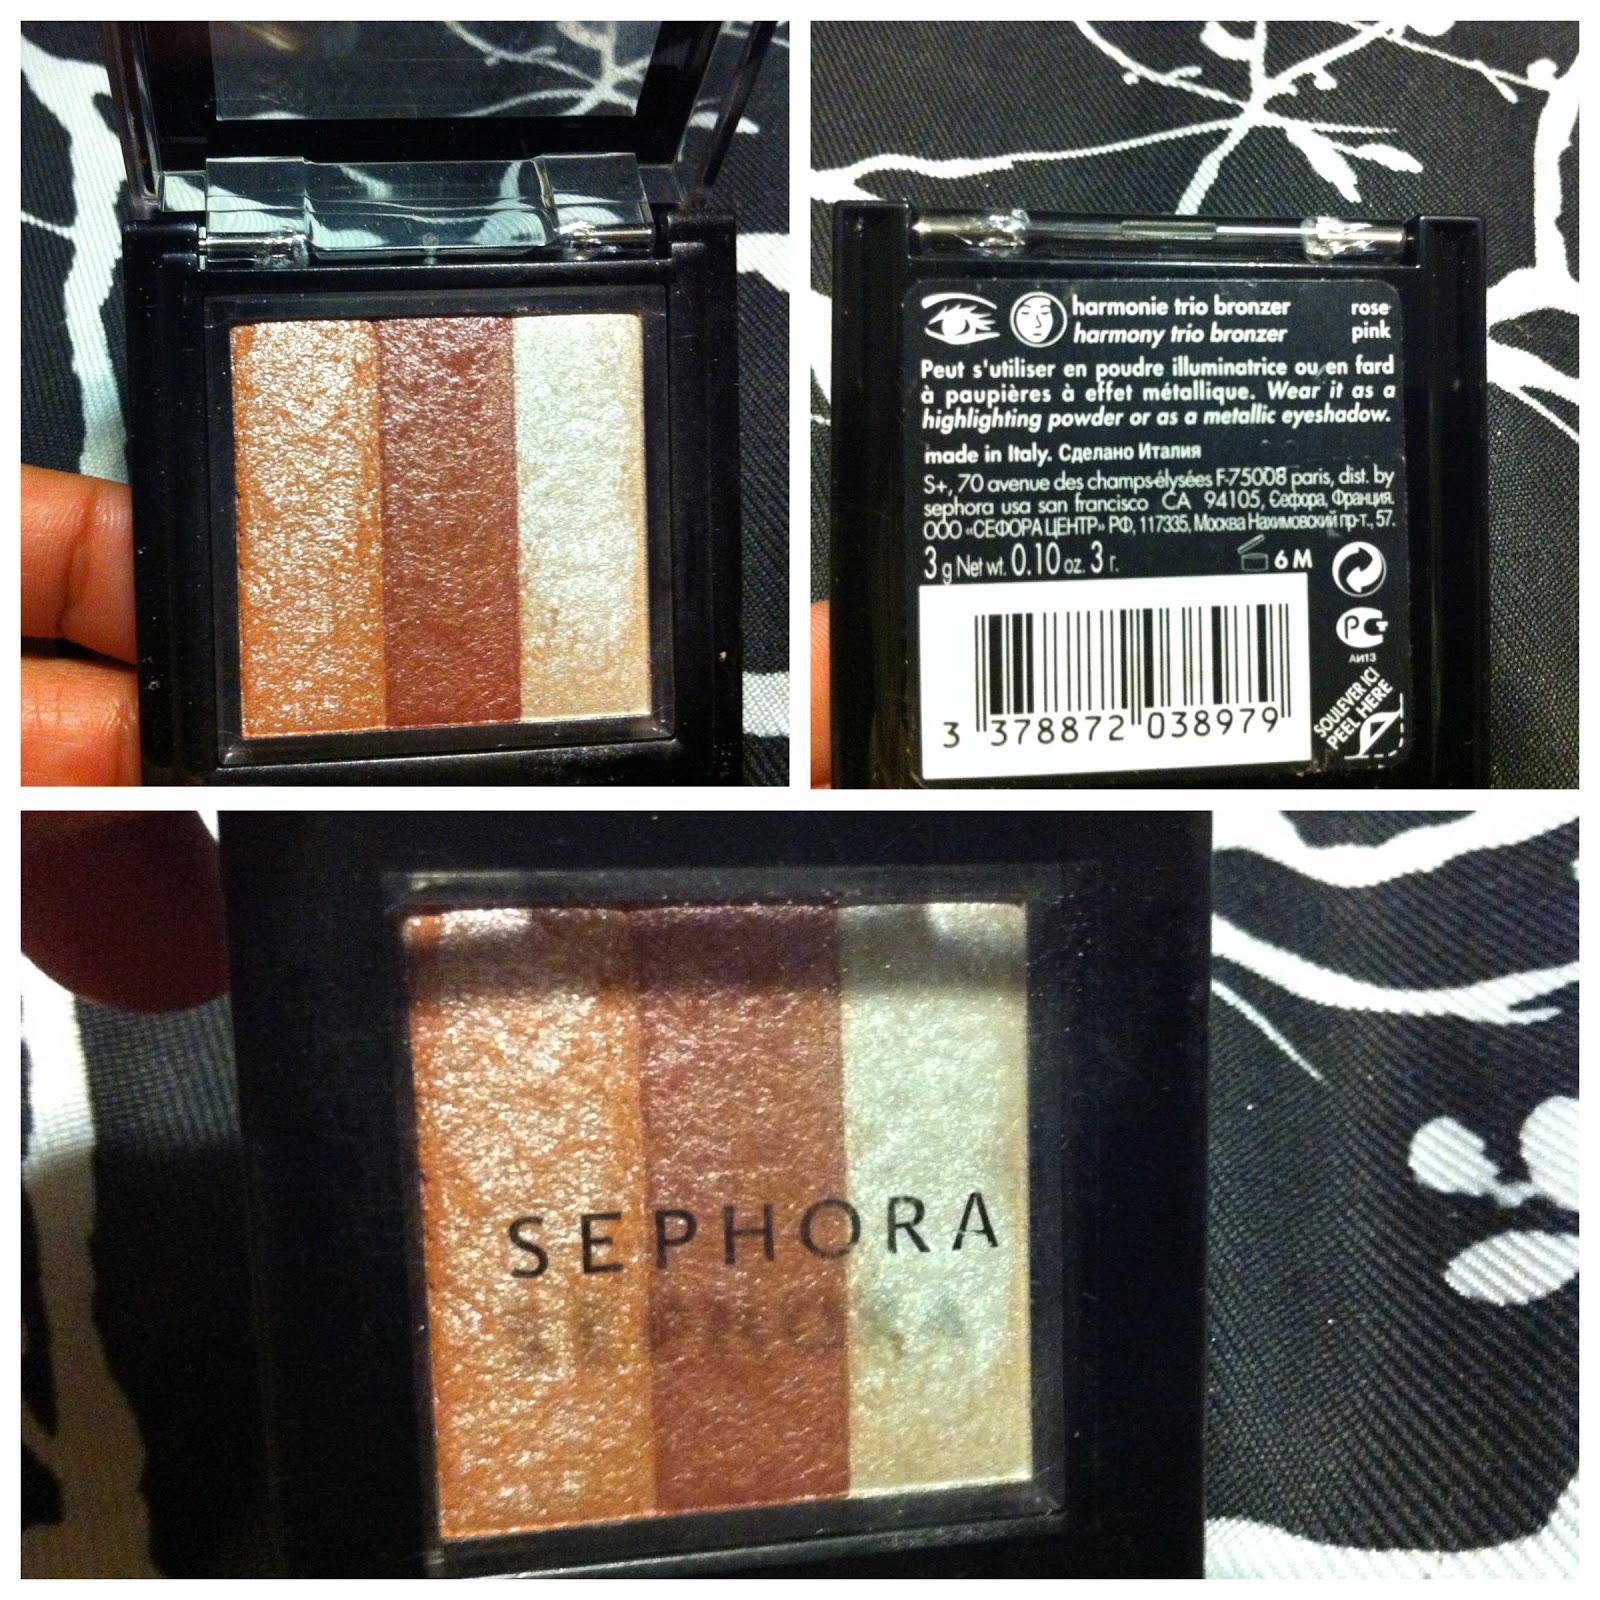 harmonie trio bronzer rose
harmony trio bronzer pink
Peut s'utiliser en poudre illuminatrice ou en fard
à paupières à effet métallique. Wear it as a
highlighting powder or as a metallic eyeshadow.
made in Italy. Сделано Италия
S+, 70 avenue des champs-élysées F-75008 paris, dist. by
sephora usa san francisco CA 94105, Сефора, Франция.
ООО «СЕФОРА ЦЕНТР» РФ, 117335, Москва Нахимовский пр-т., 57.
3 g Net wt. 0.10 oz. 3 г.
6 M
АИ13
SOULEVER ICI
PEEL HERE
3 378872 038979
SEPHORA